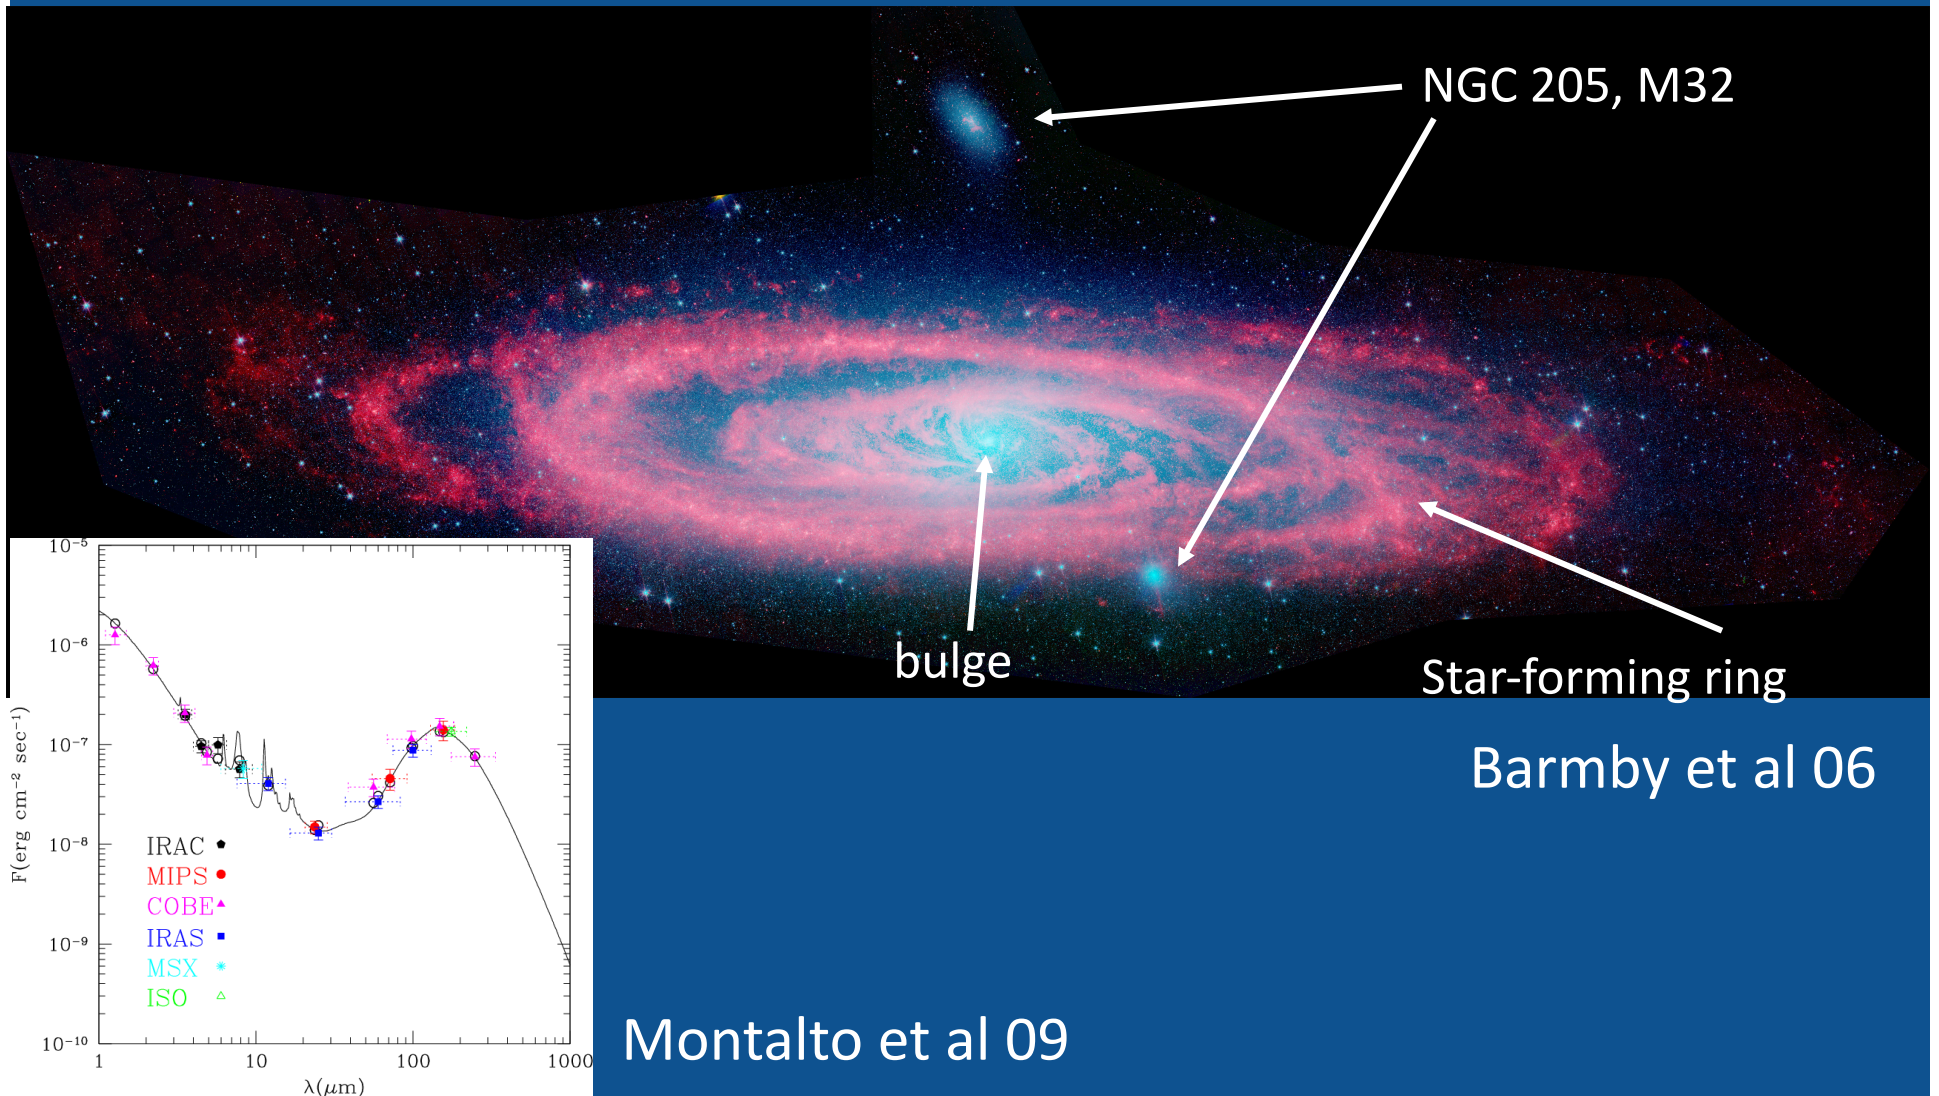 NGC 205, M32
bulge
Star-forming ring
Barmby et al 06
10⁻⁵
10⁻⁶
10⁻⁷
10⁻⁸
10⁻⁹
10⁻¹⁰
F(erg cm⁻² sec⁻¹)
IRAC
MIPS
COBE
IRAS
MSX
ISO
1 10 100 1000
λ(μm)
Montalto et al 09